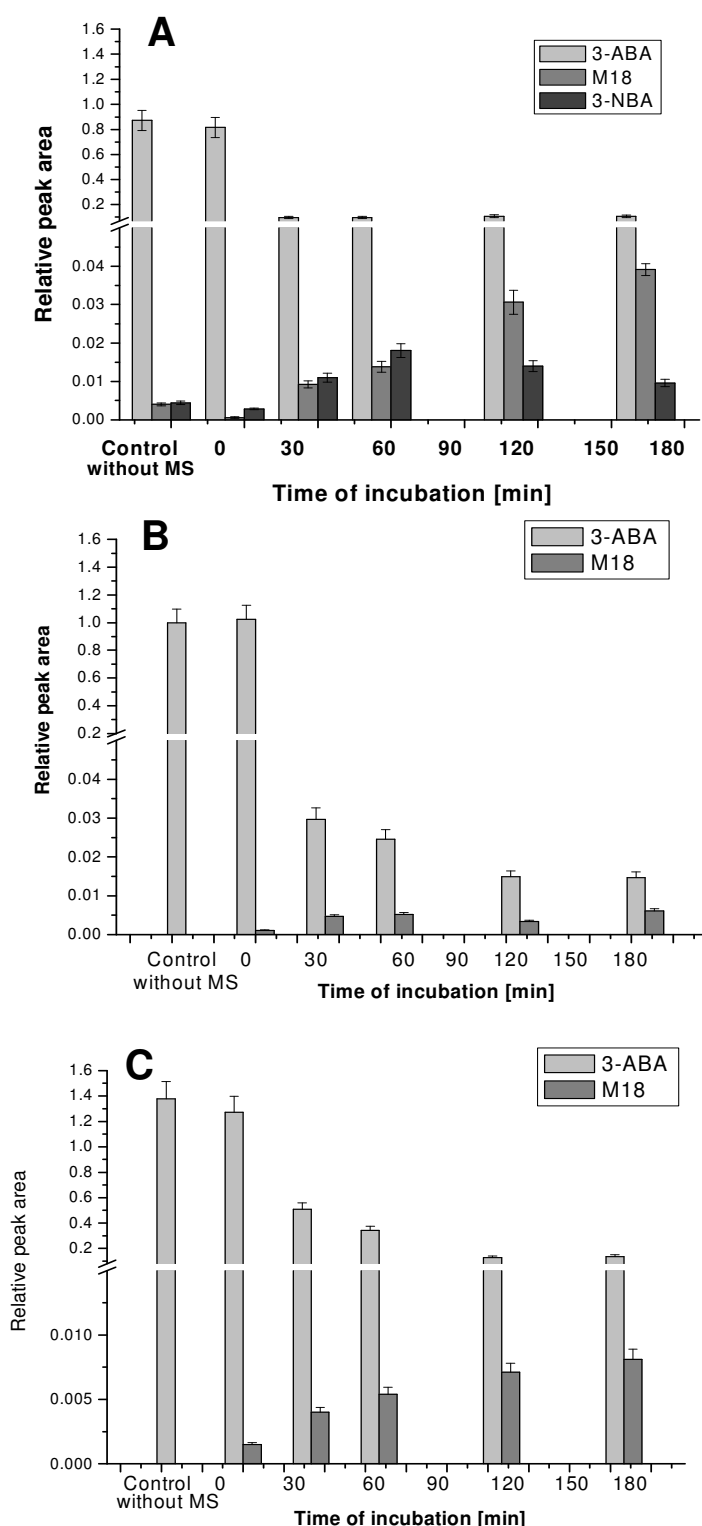 A
3-ABA
M18
3-NBA
Relative peak area
1.6
1.4
1.2
1.0
0.8
0.6
0.4
0.2
0.04
0.03
0.02
0.01
0.00
Control 0 30 60 90 120 150 180
without MS
Time of incubation [min]
B
3-ABA
M18
Relative peak area
1.6
1.4
1.2
1.0
0.8
0.6
0.4
0.2
0.04
0.03
0.02
0.01
0.00
Control 0 30 60 90 120 150 180
without MS
Time of incubation [min]
C
3-ABA
M18
Relative peak area
1.6
1.4
1.2
1.0
0.8
0.6
0.4
0.2
0.010
0.005
0.000
Control 0 30 60 90 120 150 180
without MS
Time of incubation [min]